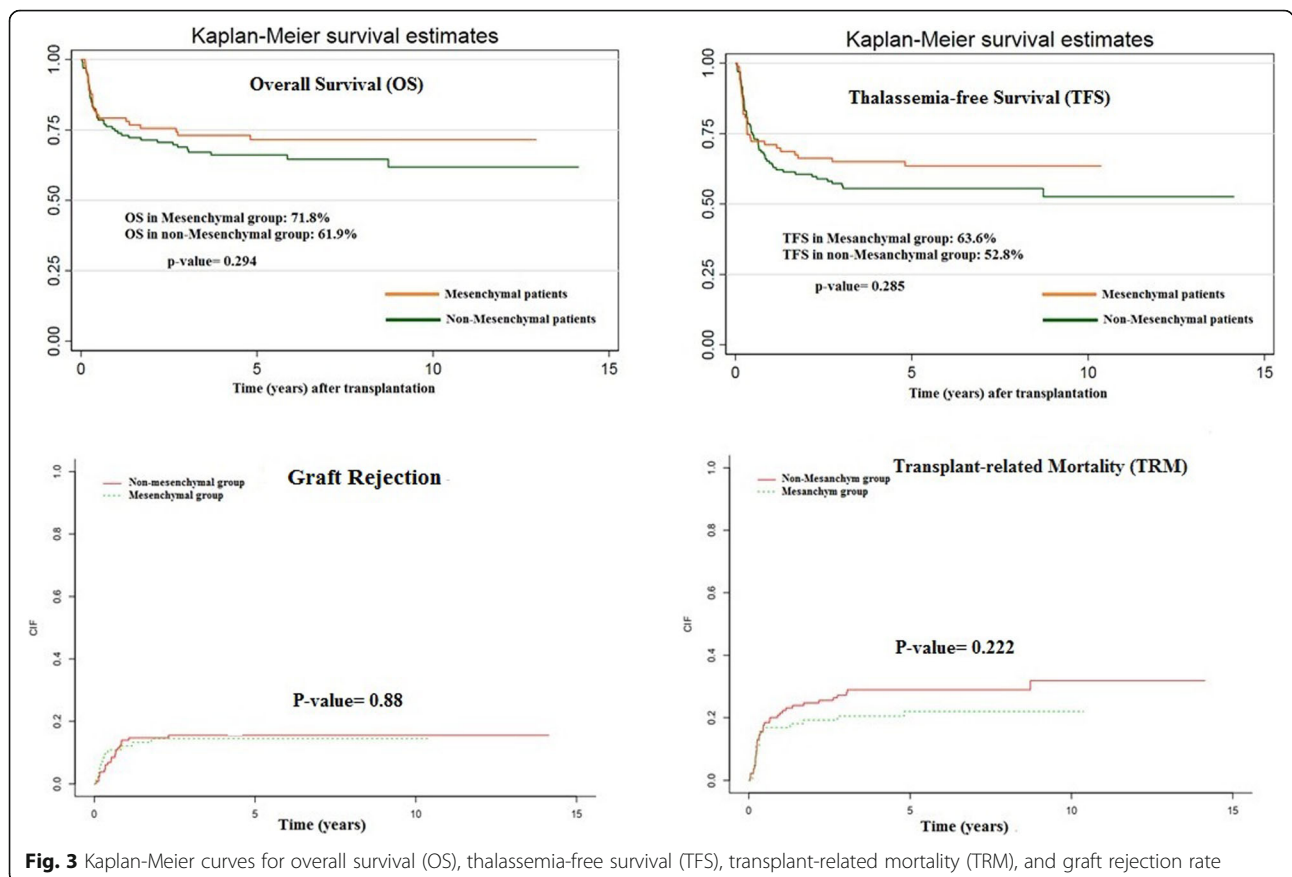 Kaplan-Meier survival estimates
1.00
0.75
0.50
0.25
0.00
Overall Survival (OS)
OS in Mesenchymal group: 71.8%
OS in non-Mesenchymal group: 61.9%
p-value= 0.294
Mesenchymal patients
Non-Mesenchymal patients
0 5 10 15
Time (years) after transplantation
Kaplan-Meier survival estimates
1.00
0.75
0.50
0.25
0.00
Thalassemia-free Survival (TFS)
TFS in Mesanchymal group: 63.6%
TFS in non-Mesanchymal group: 52.8%
p-value= 0.285
Mesenchymal patients
Non-Mesenchymal patients
0 5 10 15
Time (years) afer transplantation
Graft Rejection
Non-mesenchymal group
Mesenchymal group
1.0
0.8
0.6
0.4
0.2
0.0
CIF
P-value= 0.88
0 5 10 15
Time (years)
Transplant-related Mortality (TRM)
Non-Mesanchym group
Mesanchym group
1.0
0.8
0.6
0.4
0.2
0.0
CIF
P-value= 0.222
0 5 10 15
Time (years)
Fig. 3 Kaplan-Meier curves for overall survival (OS), thalassemia-free survival (TFS), transplant-related mortality (TRM), and graft rejection rate